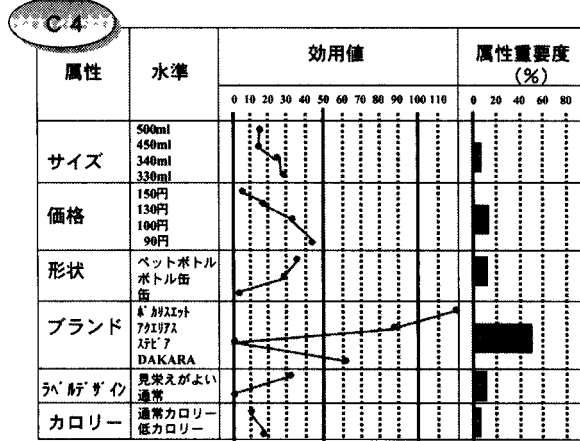 C 4
属性 水準 効用値 属性重要度
(%)
0 10 20 30 40 50 60 70 80 90 100 110 0 20 40 60 80
サイズ
500ml
450ml
340ml
330ml
価格
150円
130円
100円
90円
形状
ペットボトル
ボトル缶
缶
ブランド
ﾎﾟｶﾘｽｴｯﾄ
ｱｸｴﾘｱｽ
ｽﾃﾋﾞｱ
DAKARA
ﾗﾍﾞﾙﾃﾞｻﾞｲﾝ
見栄えがよい
通常
カロリー
通常カロリー
低カロリー